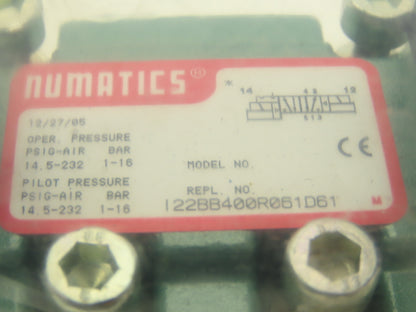 NUMATICS®
* 14 4 2 12
5 1 3
12/27/05
OPER. PRESSURE
PSIG-AIR BAR
14.5-232 1-16
CE
MODEL NO.
PILOT PRESSURE
PSIG-AIR BAR
REPL. NO.
14.5-232 1-16
I22BB400R061D61
M